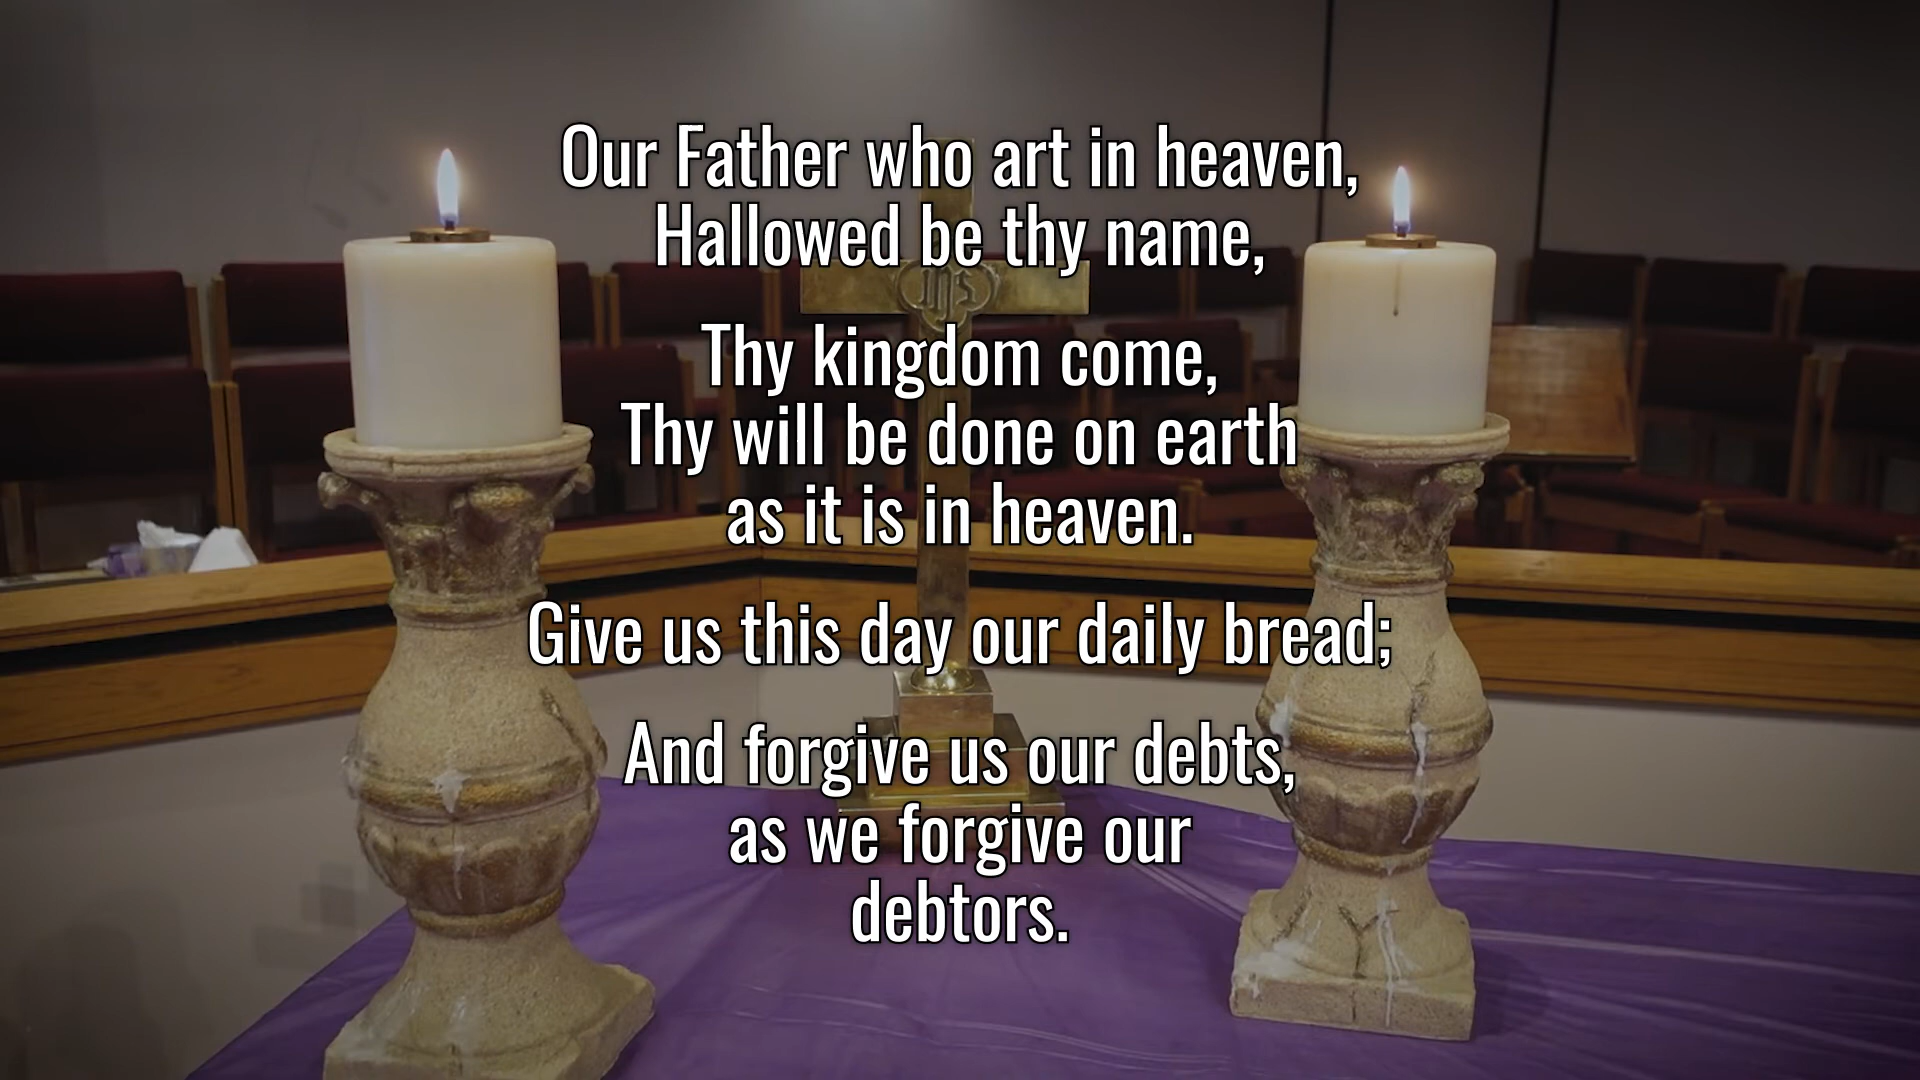 Our Father who art in heaven,
Hallowed be thy name,
IHS
Thy kingdom come,
Thy will be done on earth
as it is in heaven.
Give us this day our daily bread;
And forgive us our debts,
as we forgive our
debtors.